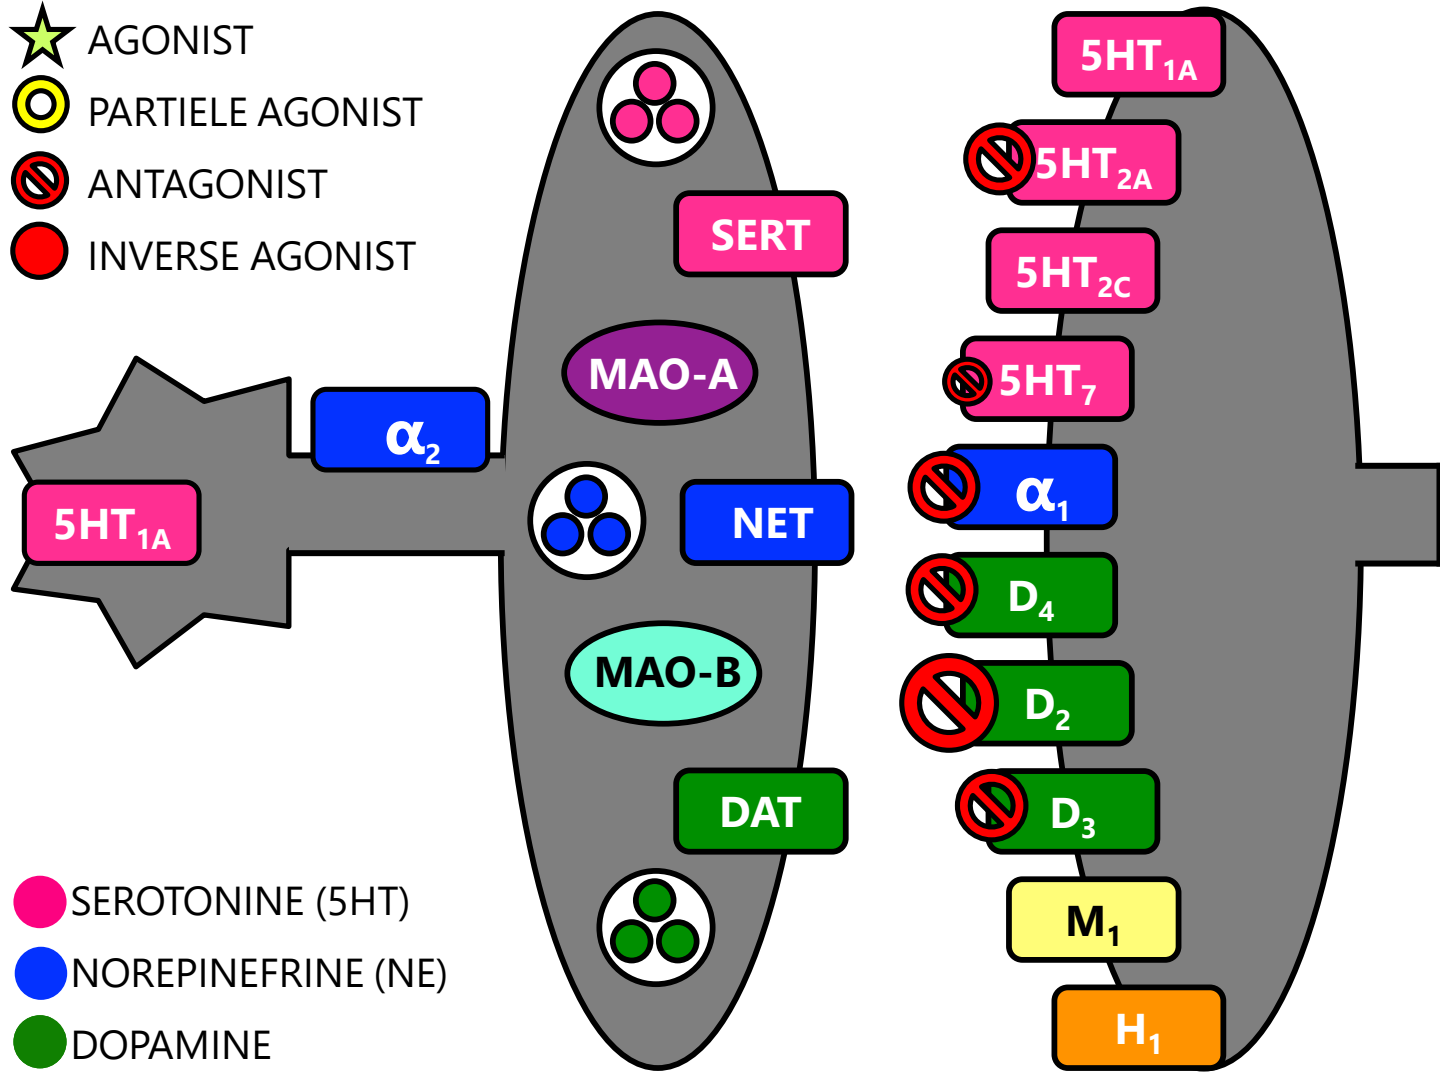 AGONIST
PARTIELE AGONIST
ANTAGONIST
INVERSE AGONIST
5HT1A
α2
SERT
MAO-A
NET
MAO-B
DAT
5HT1A
5HT2A
5HT2C
5HT7
α1
D4
D2
D3
M1
H1
SEROTONINE (5HT)
NOREPINEFRINE (NE)
DOPAMINE